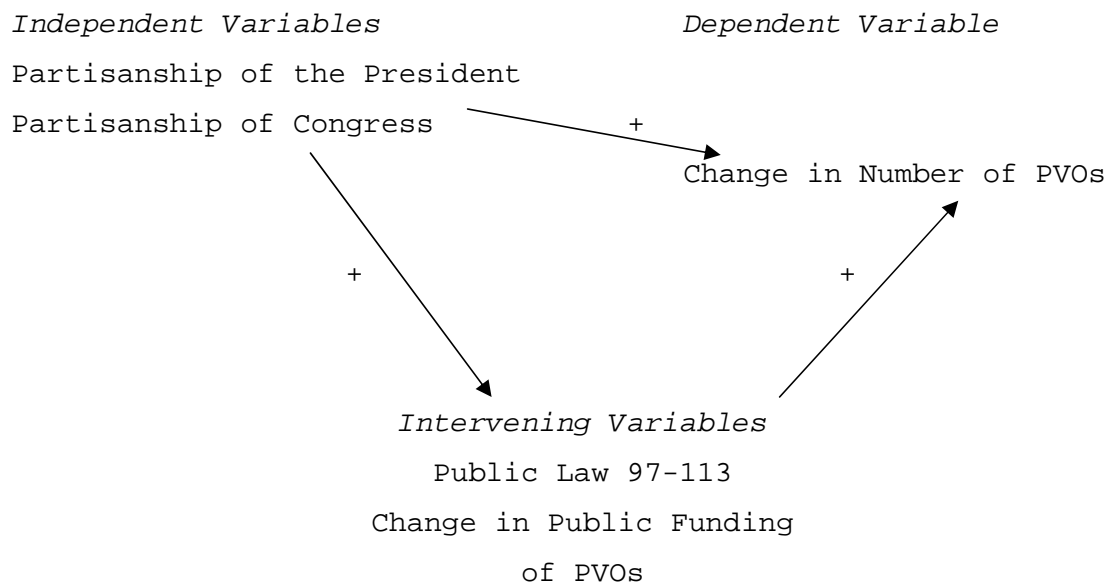 Independent Variables
Dependent Variable
Partisanship of the President
Partisanship of Congress
+
Change in Number of PVOs
+
+
Intervening Variables
Public Law 97-113
Change in Public Funding
of PVOs